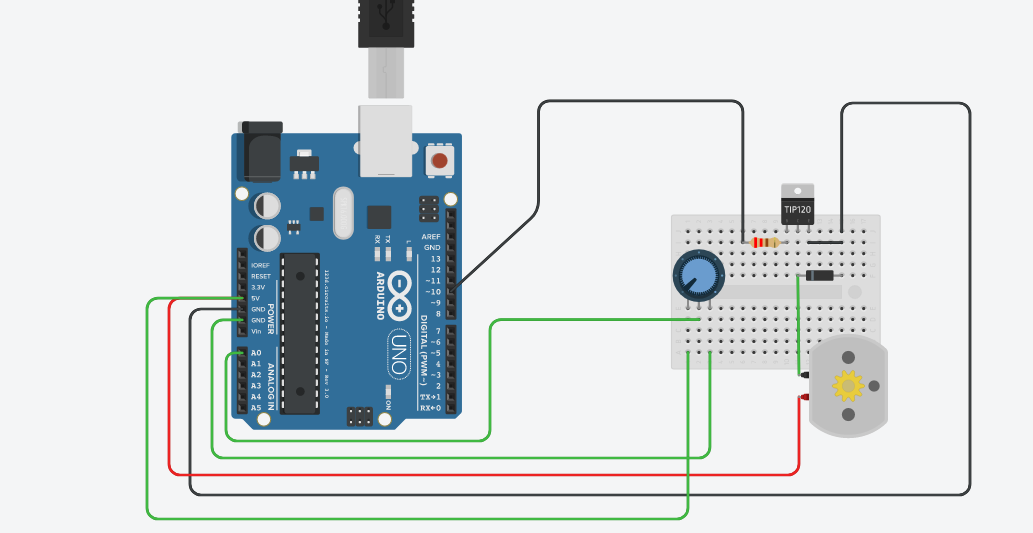 TIP120
AREF
GND
13
12
~11
~10
~9
8
7
~6
~5
4
~3
2
TX→1
RX←0
DIGITAL (PWM~)
IOREF
RESET
3.3V
5V
GND
GND
Vin
POWER
A0
A1
A2
A3
A4
A5
ANALOG IN
RX
TX
L
ARDUINO
UNO
ON